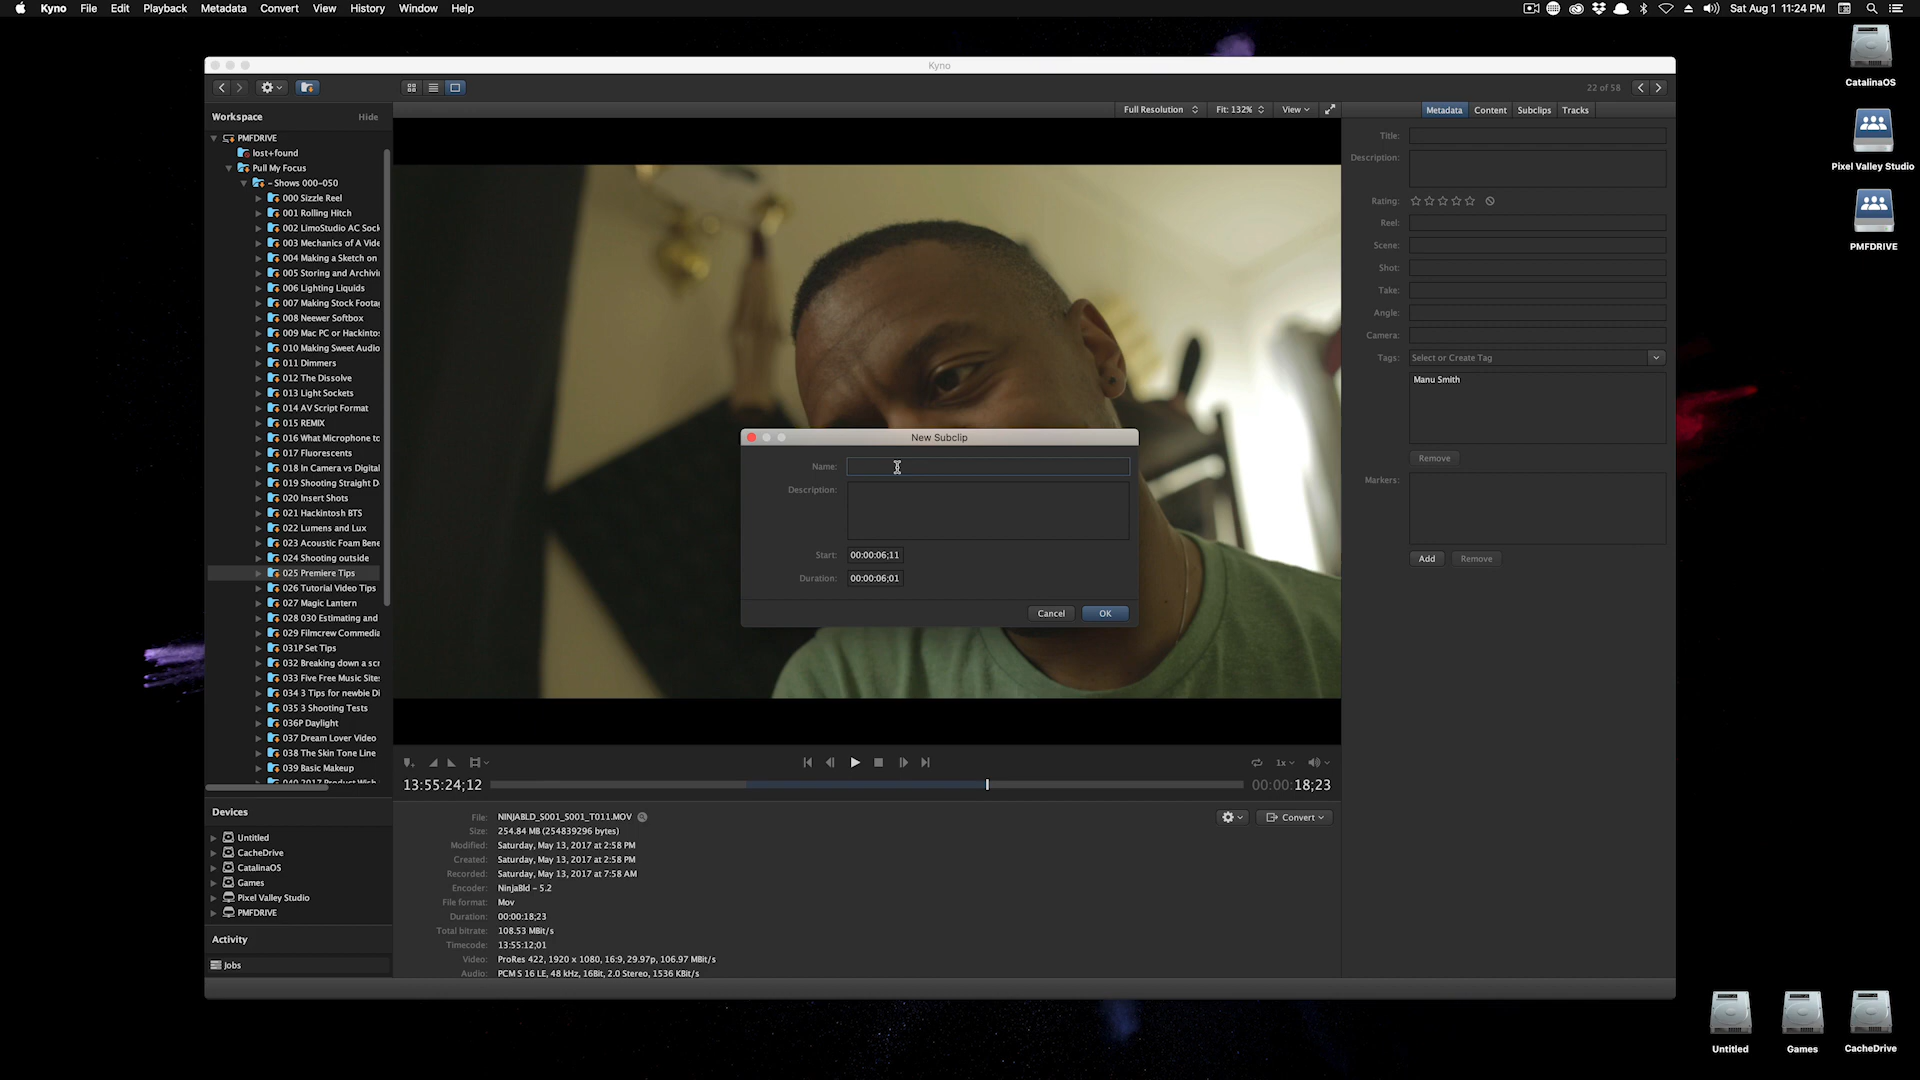 Kyno File Edit Playback Metadata Convert View History Window Help
Sat Aug 1 11:24 PM
Kyno
22 of 58
Workspace Hide
Full Resolution Fit: 132% View
Metadata Content Subclips Tracks
PMFDRIVE
lost+found
Pull My Focus
- Shows 000-050
000 Sizzle Reel
001 Rolling Hitch
002 LimoStudio AC Sock
003 Mechanics of A Vide
004 Making a Sketch on
005 Storing and Archivin
006 Lighting Liquids
007 Making Stock Footag
008 Neewer Softbox
009 Mac PC or Hackintos
010 Making Sweet Audio
011 Dimmers
012 The Dissolve
013 Light Sockets
014 AV Script Format
015 REMIX
016 What Microphone to
017 Fluorescents
018 In Camera vs Digital
019 Shooting Straight D
020 Insert Shots
021 Hackintosh BTS
022 Lumens and Lux
023 Acoustic Foam Bene
024 Shooting outside
025 Premiere Tips
026 Tutorial Video Tips
027 Magic Lantern
028 030 Estimating and
029 Filmcrew Commedia
031P Set Tips
032 Breaking down a scr
033 Five Free Music Sites
034 3 Tips for newbie Di
035 3 Shooting Tests
036P Daylight
037 Dream Lover Video
038 The Skin Tone Line
039 Basic Makeup
040 2017 Product Wish
Devices
Untitled
CacheDrive
CatalinaOS
Games
Pixel Valley Studio
PMFDRIVE
Activity
Jobs
New Subclip
Name:
Description:
Start: 00:00:06;11
Duration: 00:00:06;01
Cancel OK
1x
13:55:24;12
00:00:18;23
File: NINJABLD_S001_S001_T011.MOV
Size: 254.84 MB (254839296 bytes)
Modified: Saturday, May 13, 2017 at 2:58 PM
Created: Saturday, May 13, 2017 at 2:58 PM
Recorded: Saturday, May 13, 2017 at 7:58 AM
Encoder: NinjaBld - 5.2
File format: Mov
Duration: 00:00:18;23
Total bitrate: 108.53 MBit/s
Timecode: 13:55:12;01
Video: ProRes 422, 1920 x 1080, 16:9, 29.97p, 106.97 MBit/s
Audio: PCM S 16 LE, 48 kHz, 16Bit, 2.0 Stereo, 1536 KBit/s
Convert
Title:
Description:
Rating:
Reel:
Scene:
Shot:
Take:
Angle:
Camera:
Tags: Select or Create Tag
Manu Smith
Remove
Markers:
Add Remove
CatalinaOS
Pixel Valley Studio
PMFDRIVE
Untitled Games CacheDrive